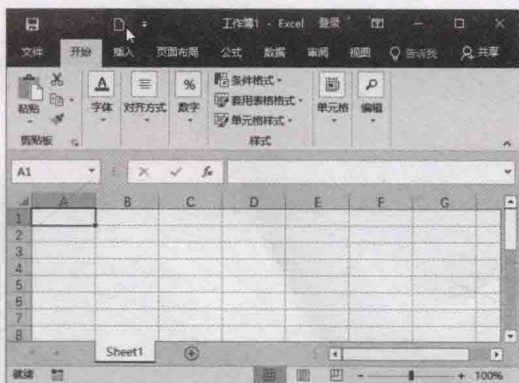 工作簿1 - Excel 登录
文件 开始 插入 页面布局 公式 数据 审阅 视图 告诉我 共享
粘贴 字体 对齐方式 % 数字 条件格式 套用表格格式 单元格样式 单元格 编辑
剪贴板 样式
A1 fx
A B C D E F G
1
2
3
4
5
6
7
8
Sheet1
就绪 100%